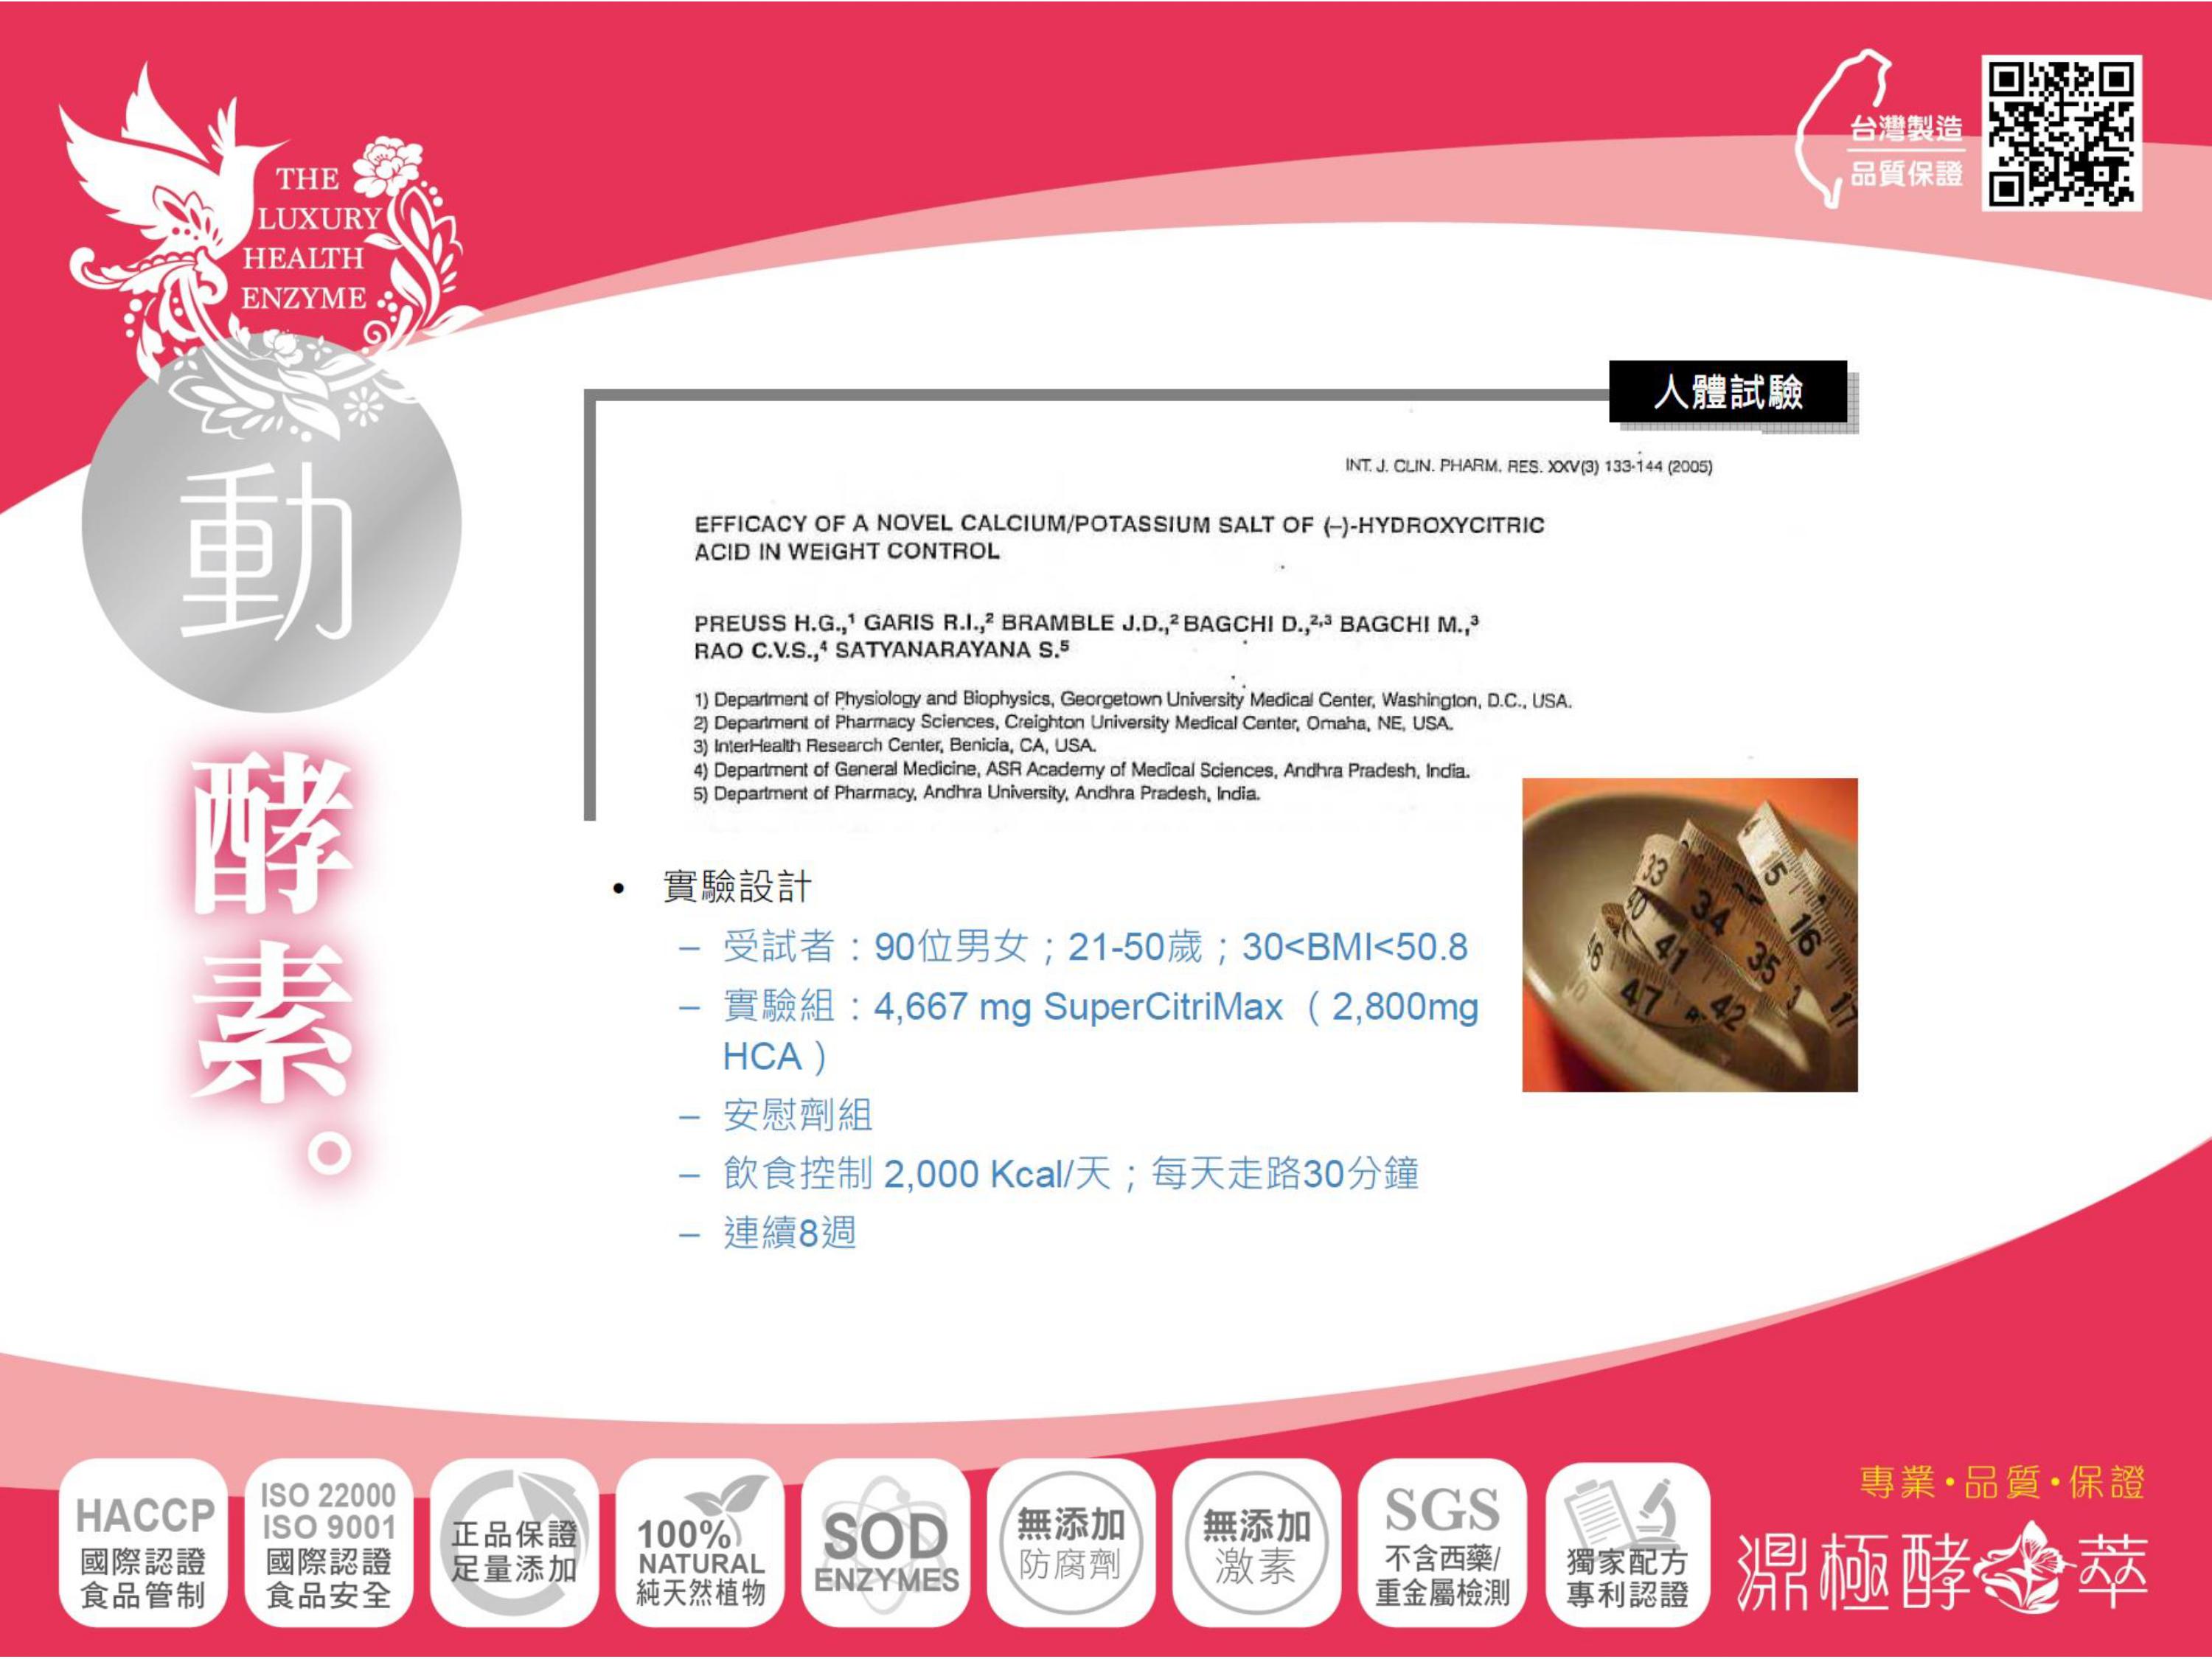 THE
LUXURY
HEALTH
ENZYME
動
酵
素。
台灣製造
品質保證
人體試驗
INT. J. CLIN. PHARM. RES. XXV(3) 133-144 (2005)
EFFICACY OF A NOVEL CALCIUM/POTASSIUM SALT OF (–)-HYDROXYCITRIC
ACID IN WEIGHT CONTROL
PREUSS H.G.,¹ GARIS R.I.,² BRAMBLE J.D.,² BAGCHI D.,²,³ BAGCHI M.,³
RAO C.V.S.,⁴ SATYANARAYANA S.⁵
1) Department of Physiology and Biophysics, Georgetown University Medical Center, Washington, D.C., USA.
2) Department of Pharmacy Sciences, Creighton University Medical Center, Omaha, NE, USA.
3) InterHealth Research Center, Benicia, CA, USA.
4) Department of General Medicine, ASR Academy of Medical Sciences, Andhra Pradesh, India.
5) Department of Pharmacy, Andhra University, Andhra Pradesh, India.
• 實驗設計
– 受試者：90位男女；21-50歲；30<BMI<50.8
– 實驗組：4,667 mg SuperCitriMax （2,800mg
HCA）
– 安慰劑組
– 飲食控制 2,000 Kcal/天；每天走路30分鐘
– 連續8週
33 34 35
15 16 17
40 41 42
46 47
HACCP
國際認證
食品管制
ISO 22000
ISO 9001
國際認證
食品安全
正品保證
足量添加
100%
NATURAL
純天然植物
SOD
ENZYMES
無添加
防腐劑
無添加
激素
SGS
不含西藥/
重金屬檢測
獨家配方
專利認證
專業・品質・保證
極酵萃